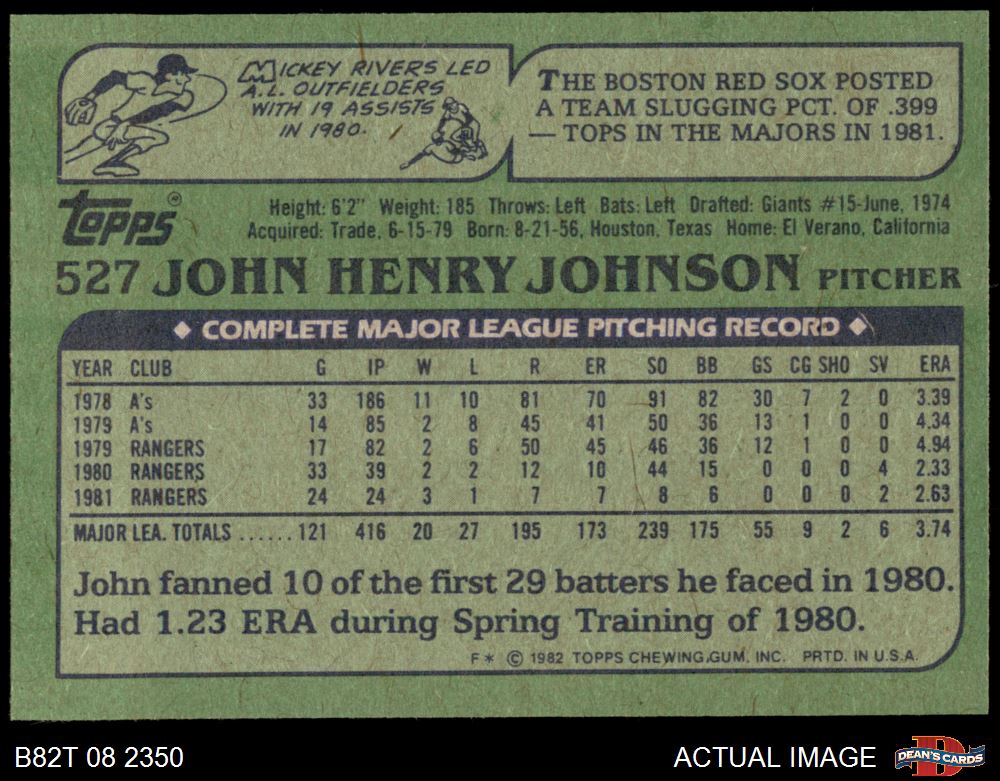 MICKEY RIVERS LED
A.L. OUTFIELDERS
WITH 19 ASSISTS
IN 1980.
THE BOSTON RED SOX POSTED
A TEAM SLUGGING PCT. OF .399
— TOPS IN THE MAJORS IN 1981.
topps®
Height: 6'2" Weight: 185 Throws: Left Bats: Left Drafted: Giants #15-June, 1974
Acquired: Trade, 6-15-79 Born: 8-21-56, Houston, Texas Home: El Verano, California
527 JOHN HENRY JOHNSON PITCHER
◆ COMPLETE MAJOR LEAGUE PITCHING RECORD ◆
YEAR CLUB G IP W L R ER SO BB GS CG SHO SV ERA
1978 A's 33 186 11 10 81 70 91 82 30 7 2 0 3.39
1979 A's 14 85 2 8 45 41 50 36 13 1 0 0 4.34
1979 RANGERS 17 82 2 6 50 45 46 36 12 1 0 0 4.94
1980 RANGERS 33 39 2 2 12 10 44 15 0 0 0 4 2.33
1981 RANGERS 24 24 3 1 7 7 8 6 0 0 0 2 2.63
MAJOR LEA. TOTALS ...... 121 416 20 27 195 173 239 175 55 9 2 6 3.74
John fanned 10 of the first 29 batters he faced in 1980.
Had 1.23 ERA during Spring Training of 1980.
F* © 1982 TOPPS CHEWING GUM, INC. PRTD. IN U.S.A.
B82T 08 2350
ACTUAL IMAGE
D
DEAN'S CARDS